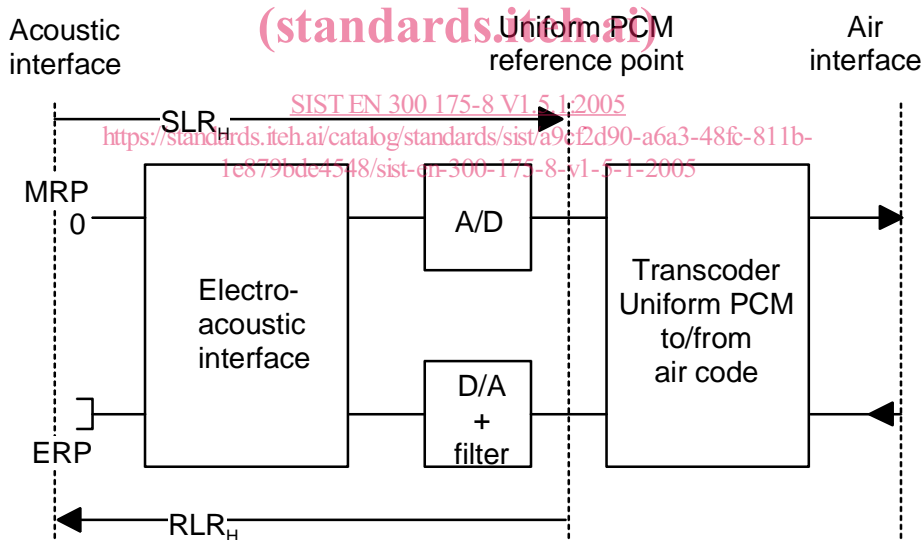 (standards.iteh.ai)
Acoustic
interface
Uniform PCM
reference point
Air
interface
SIST EN 300 175-8 V1.5.1:2005
SLR_H
https://standards.iteh.ai/catalog/standards/sist/a9cf2d90-a6a3-48fc-811b-
1e879bde4548/sist-en-300-175-8-v1-5-1-2005
MRP
0
A/D
Electro-
acoustic
interface
Transcoder
Uniform PCM
to/from
air code
D/A
+
filter
ERP
RLR_H